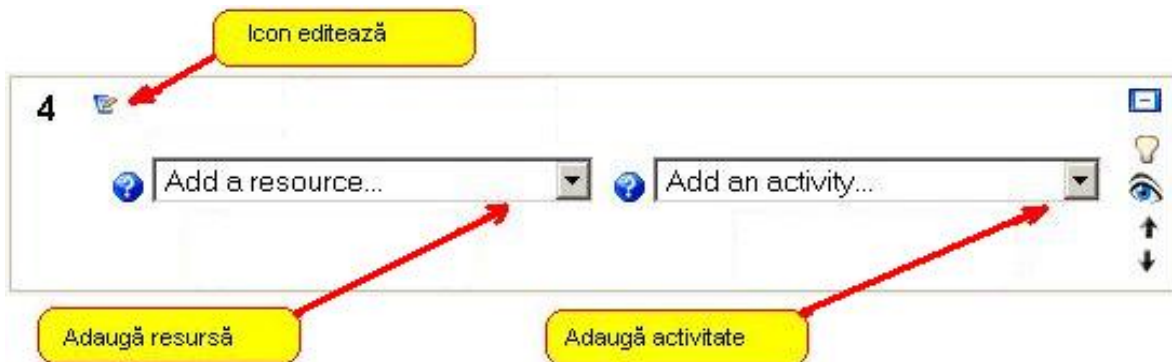 Icon editează
4
Add a resource...
Add an activity...
Adaugă resursă
Adaugă activitate